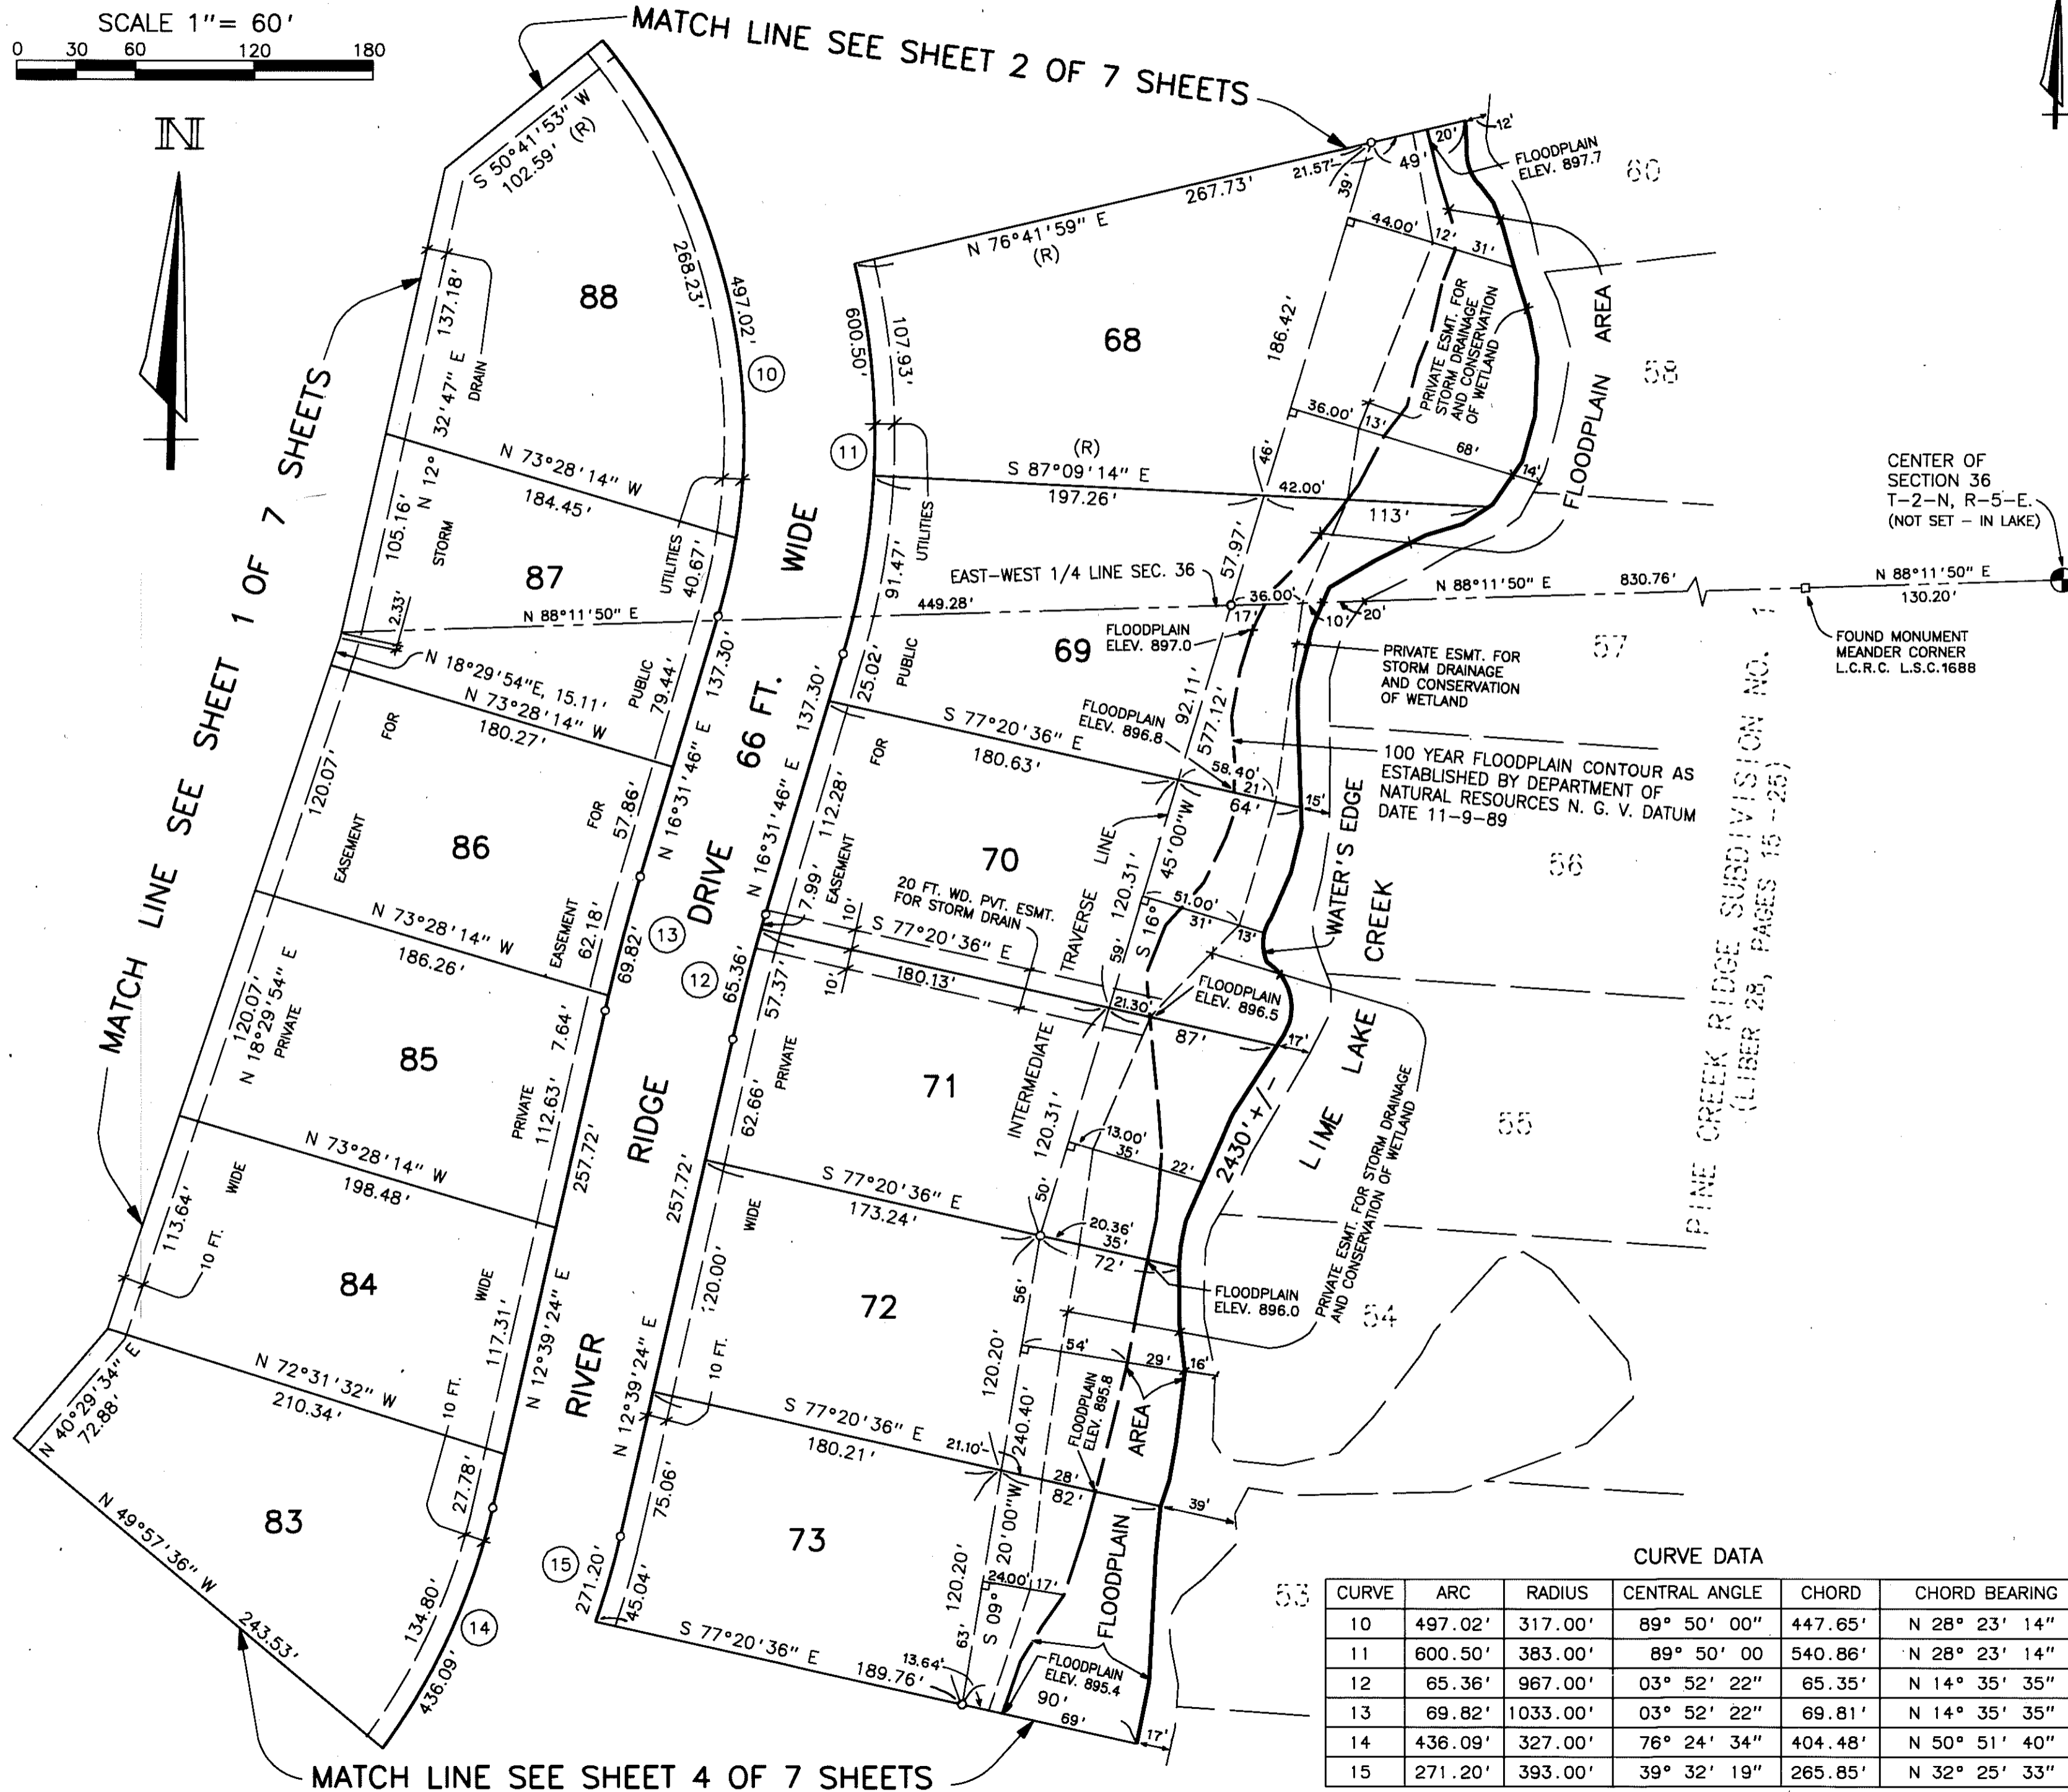 SCALE 1"= 60'
0 30 60 120 180
N
MATCH LINE SEE SHEET 2 OF 7 SHEETS
S 50°41'53" W
102.59' (R)
268.23'
497.02'
10
88
137.18'
N 12° 32'47" E
DRAIN
STORM
MATCH LINE SEE SHEET 1 OF 7 SHEETS
N 73°28'14" W
184.45'
105.16'
87
UTILITIES
40.67'
2.33'
N 88°11'50" E
449.28'
EAST-WEST 1/4 LINE SEC. 36
N 18°29'54"E, 15.11'
N 73°28'14" W
180.27'
PUBLIC
79.44'
137.30'
N 16°31'46" E
FOR
120.07'
EASEMENT
86
FOR
57.86'
N 73°28'14" W
186.26'
EASEMENT
62.18'
69.82'
13
120.07'
N 18°29'54" E
PRIVATE
85
7.64'
PRIVATE
112.63'
257.72'
N 73°28'14" W
198.48'
WIDE
113.64'
10 FT.
84
WIDE
117.31'
N 12°39'24" E
N 72°31'32" W
210.34'
N 40°29'34" E
72.88'
10 FT.
27.78'
83
N 49°57'36" W
243.53'
134.80'
436.09'
14
MATCH LINE SEE SHEET 4 OF 7 SHEETS
RIVER RIDGE DRIVE 66 FT. WIDE
N 76°41'59" E
(R)
267.73'
21.57'
39'
49'
20'
12'
FLOODPLAIN
ELEV. 897.7
60
600.50'
107.93'
68
11
186.42'
44.00'
12'
31'
PRIVATE ESMT. FOR
STORM DRAINAGE
AND CONSERVATION
OF WETLAND
FLOODPLAIN AREA
58
36.00'
13'
68'
14'
46'
(R)
S 87°09'14" E
197.26'
42.00'
113'
UTILITIES
91.47'
57.97'
36.00'
17'
10'
20'
N 88°11'50" E
830.76'
N 88°11'50" E
130.20'
CENTER OF
SECTION 36
T-2-N, R-5-E.
(NOT SET - IN LAKE)
FOUND MONUMENT
MEANDER CORNER
L.C.R.C. L.S.C.1688
57
FLOODPLAIN
ELEV. 897.0
69
PRIVATE ESMT. FOR
STORM DRAINAGE
AND CONSERVATION
OF WETLAND
PUBLIC
25.02'
137.30'
N 16°31'46" E
S 77°20'36" E
180.63'
FLOODPLAIN
ELEV. 896.8
92.11'
577.12'
58.40'
21'
64'
15'
100 YEAR FLOODPLAIN CONTOUR AS
ESTABLISHED BY DEPARTMENT OF
NATURAL RESOURCES N. G. V. DATUM
DATE 11-9-89
FOR
112.28'
EASEMENT
7.99'
10'
70
20 FT. WD. PVT. ESMT.
FOR STORM DRAIN
S 77°20'36" E
180.13'
10'
INTERMEDIATE TRAVERSE LINE
S 16° 45'00"W
120.31'
59'
51.00'
31'
13'
WATER'S EDGE
56
LIME LAKE CREEK
12
65.36'
57.37'
21.30'
87'
17'
FLOODPLAIN
ELEV. 896.5
PRIVATE
62.66'
71
120.31'
50'
13.00'
35'
22'
2430'+/-
55
PRIVATE ESMT. FOR STORM DRAINAGE
AND CONSERVATION OF WETLAND
PINE CREEK RIDGE SUBDIVISION NO. 1
(LIBER 28, PAGES 15-25)
S 77°20'36" E
173.24'
20.36'
35'
72'
FLOODPLAIN
ELEV. 896.0
54
257.72'
WIDE
120.00'
N 12°39'24" E
10 FT.
72
56'
120.20'
54'
29'
16'
FLOODPLAIN
ELEV. 895.8
FLOODPLAIN AREA
S 77°20'36" E
180.21'
21.10'
240.40'
28'
82'
39'
75.06'
73
S 09° 20'00"W
120.20'
63'
24.00'
17'
15
271.20'
45.04'
S 77°20'36" E
189.76'
13.64'
FLOODPLAIN
ELEV. 895.4
90'
69'
17'
53
CURVE DATA
CURVE ARC RADIUS CENTRAL ANGLE CHORD CHORD BEARING
10 497.02' 317.00' 89° 50' 00" 447.65' N 28° 23' 14"
11 600.50' 383.00' 89° 50' 00 540.86' N 28° 23' 14"
12 65.36' 967.00' 03° 52' 22" 65.35' N 14° 35' 35"
13 69.82' 1033.00' 03° 52' 22" 69.81' N 14° 35' 35"
14 436.09' 327.00' 76° 24' 34" 404.48' N 50° 51' 40"
15 271.20' 393.00' 39° 32' 19" 265.85' N 32° 25' 33"